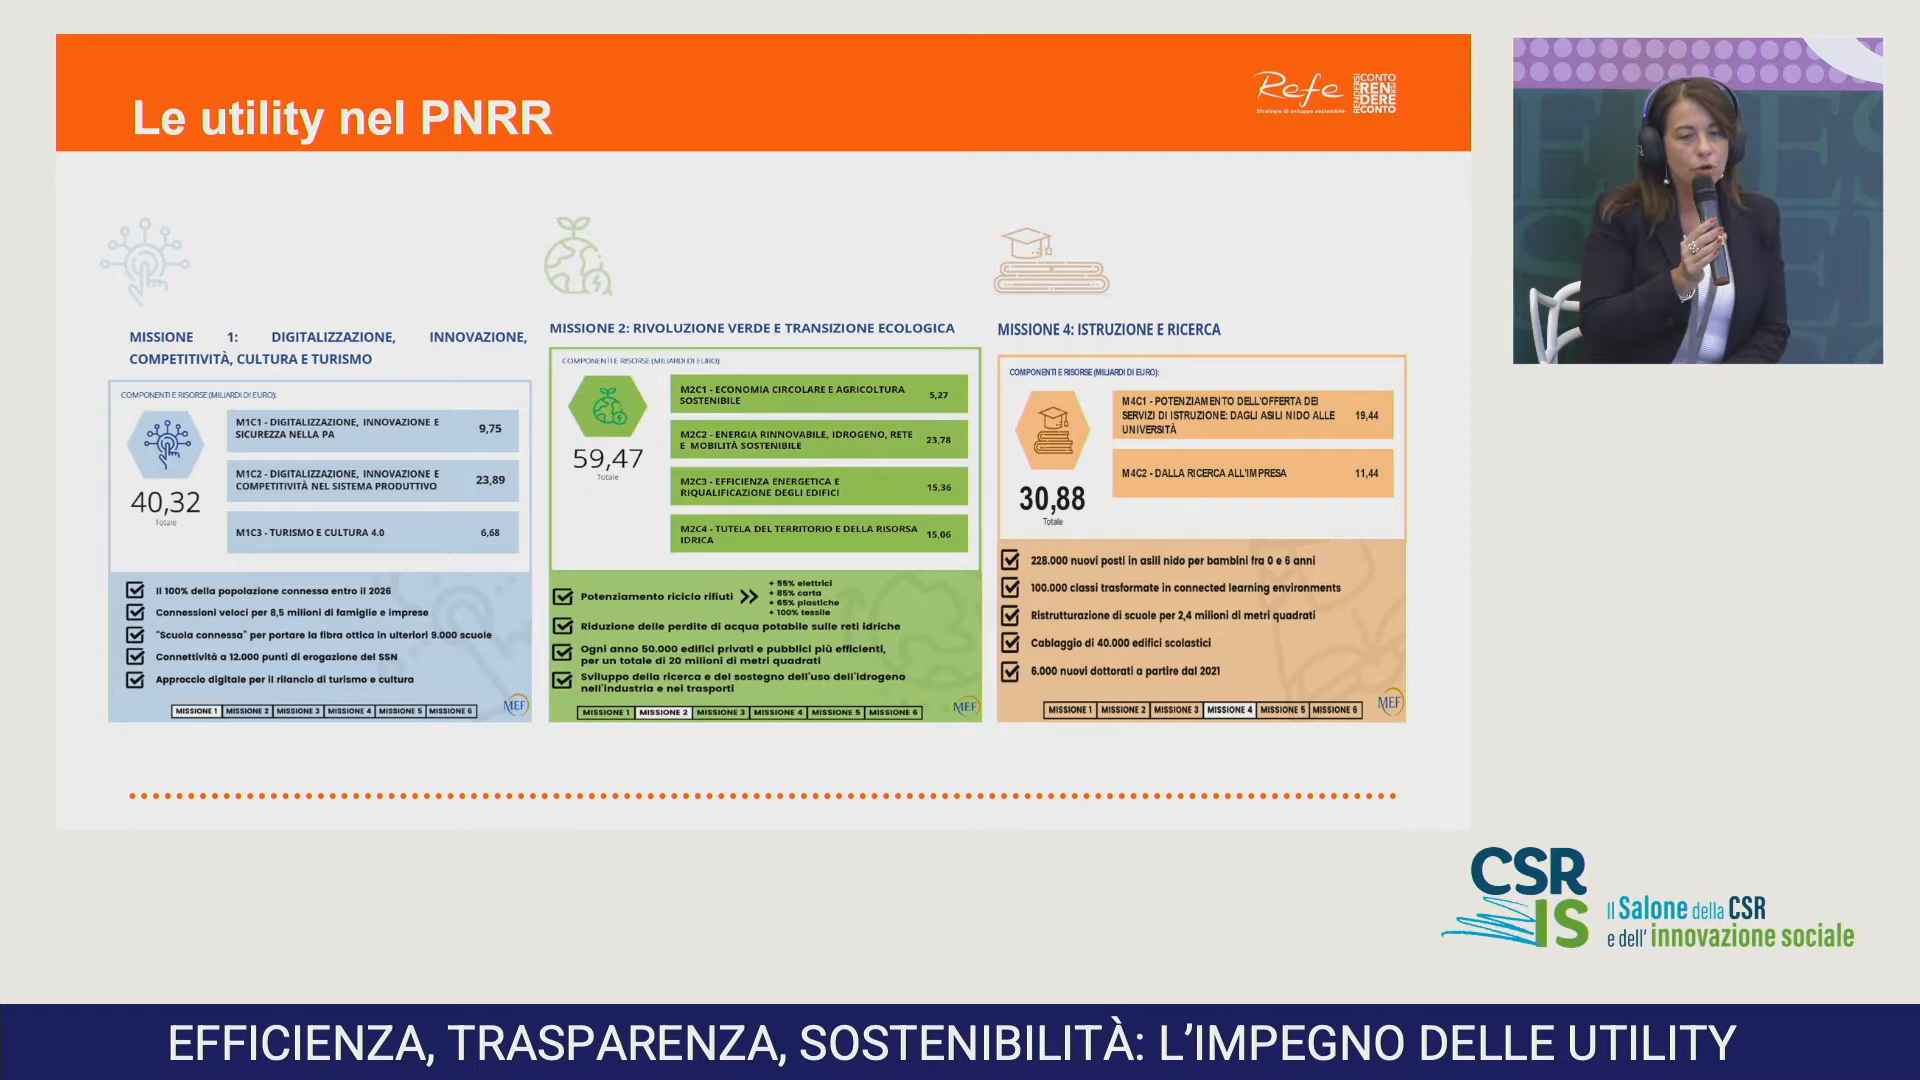 Le utility nel PNRR
Refe
Strategie di sviluppo sostenibile
RENDERSI
CONTO
PER
REN
DERE
CONTO
MISSIONE 1: DIGITALIZZAZIONE, INNOVAZIONE,
COMPETITIVITÀ, CULTURA E TURISMO
COMPONENTI E RISORSE (MILIARDI DI EURO):
40,32
Totale
M1C1 - DIGITALIZZAZIONE, INNOVAZIONE E
SICUREZZA NELLA PA
9,75
M1C2 - DIGITALIZZAZIONE, INNOVAZIONE E
COMPETITIVITÀ NEL SISTEMA PRODUTTIVO
23,89
M1C3 - TURISMO E CULTURA 4.0
6,68
Il 100% della popolazione connessa entro il 2026
Connessioni veloci per 8,5 milioni di famiglie e imprese
"Scuola connessa" per portare la fibra ottica in ulteriori 9.000 scuole
Connettività a 12.000 punti di erogazione del SSN
Approccio digitale per il rilancio di turismo e cultura
MISSIONE 1 MISSIONE 2 MISSIONE 3 MISSIONE 4 MISSIONE 5 MISSIONE 6
MEF
MISSIONE 2: RIVOLUZIONE VERDE E TRANSIZIONE ECOLOGICA
COMPONENTI E RISORSE (MILIARDI DI EURO):
59,47
Totale
M2C1 - ECONOMIA CIRCOLARE E AGRICOLTURA
SOSTENIBILE
5,27
M2C2 - ENERGIA RINNOVABILE, IDROGENO, RETE
E MOBILITÀ SOSTENIBILE
23,78
M2C3 - EFFICIENZA ENERGETICA E
RIQUALIFICAZIONE DEGLI EDIFICI
15,36
M2C4 - TUTELA DEL TERRITORIO E DELLA RISORSA
IDRICA
15,06
Potenziamento riciclo rifiuti
+ 55% elettrici
+ 85% carta
+ 65% plastiche
+ 100% tessile
Riduzione delle perdite di acqua potabile sulle reti idriche
Ogni anno 50.000 edifici privati e pubblici più efficienti,
per un totale di 20 milioni di metri quadrati
Sviluppo della ricerca e del sostegno dell'uso dell'idrogeno
nell'industria e nei trasporti
MISSIONE 1 MISSIONE 2 MISSIONE 3 MISSIONE 4 MISSIONE 5 MISSIONE 6
MEF
MISSIONE 4: ISTRUZIONE E RICERCA
COMPONENTI E RISORSE (MILIARDI DI EURO):
30,88
Totale
M4C1 - POTENZIAMENTO DELL'OFFERTA DEI
SERVIZI DI ISTRUZIONE: DAGLI ASILI NIDO ALLE
UNIVERSITÀ
19,44
M4C2 - DALLA RICERCA ALL'IMPRESA
11,44
228.000 nuovi posti in asili nido per bambini fra 0 e 6 anni
100.000 classi trasformate in connected learning environments
Ristrutturazione di scuole per 2,4 milioni di metri quadrati
Cablaggio di 40.000 edifici scolastici
6.000 nuovi dottorati a partire dal 2021
MISSIONE 1 MISSIONE 2 MISSIONE 3 MISSIONE 4 MISSIONE 5 MISSIONE 6
MEF
CSR
IS
Il Salone della CSR
e dell' innovazione sociale
EFFICIENZA, TRASPARENZA, SOSTENIBILITÀ: L'IMPEGNO DELLE UTILITY